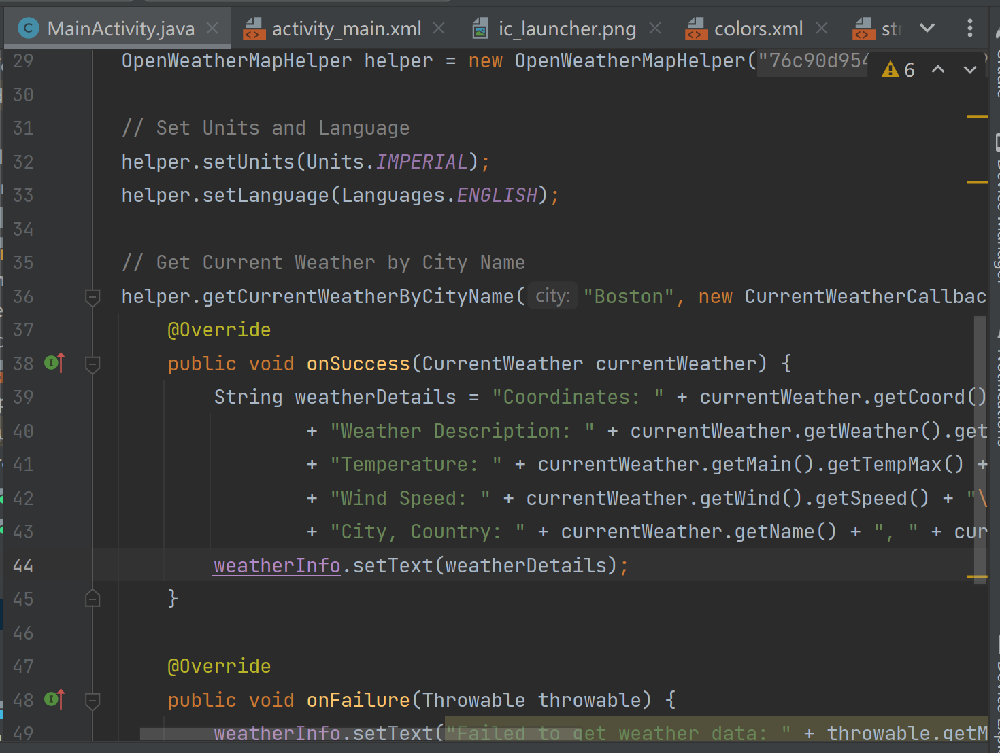 MainActivity.java activity_main.xml ic_launcher.png colors.xml
29 OpenWeatherMapHelper helper = new OpenWeatherMapHelper("76c90d954 6
30
31 // Set Units and Language
32 helper.setUnits(Units.IMPERIAL);
33 helper.setLanguage(Languages.ENGLISH);
34
35 // Get Current Weather by City Name
36 helper.getCurrentWeatherByCityName( city: "Boston", new CurrentWeatherCallbac
37 @Override
38 public void onSuccess(CurrentWeather currentWeather) {
39 String weatherDetails = "Coordinates: " + currentWeather.getCoord()
40 + "Weather Description: " + currentWeather.getWeather().get
41 + "Temperature: " + currentWeather.getMain().getTempMax() +
42 + "Wind Speed: " + currentWeather.getWind().getSpeed() + "\
43 + "City, Country: " + currentWeather.getName() + ", " + cur
44 weatherInfo.setText(weatherDetails);
45 }
46
47 @Override
48 public void onFailure(Throwable throwable) {
49 weatherInfo.setText("Failed to get weather data: " + throwable.getM